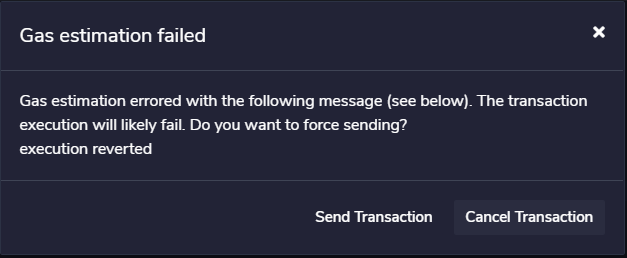 Gas estimation failed
Gas estimation errored with the following message (see below). The transaction
execution will likely fail. Do you want to force sending?
execution reverted
Send Transaction Cancel Transaction